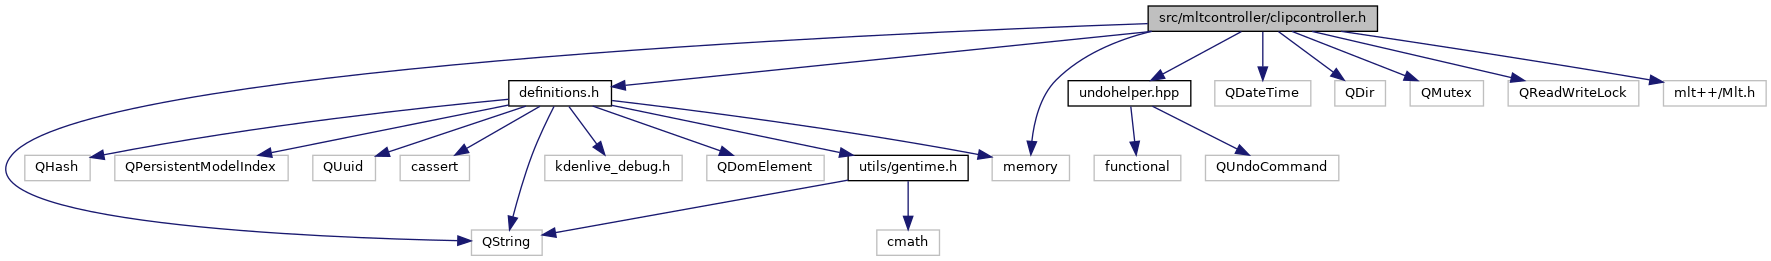 src/mltcontroller/clipcontroller.h
definitions.h
undohelper.hpp
QDateTime
QDir
QMutex
QReadWriteLock
mlt++/Mlt.h
QHash
QPersistentModelIndex
QUuid
cassert
kdenlive_debug.h
QDomElement
utils/gentime.h
memory
functional
QUndoCommand
QString
cmath